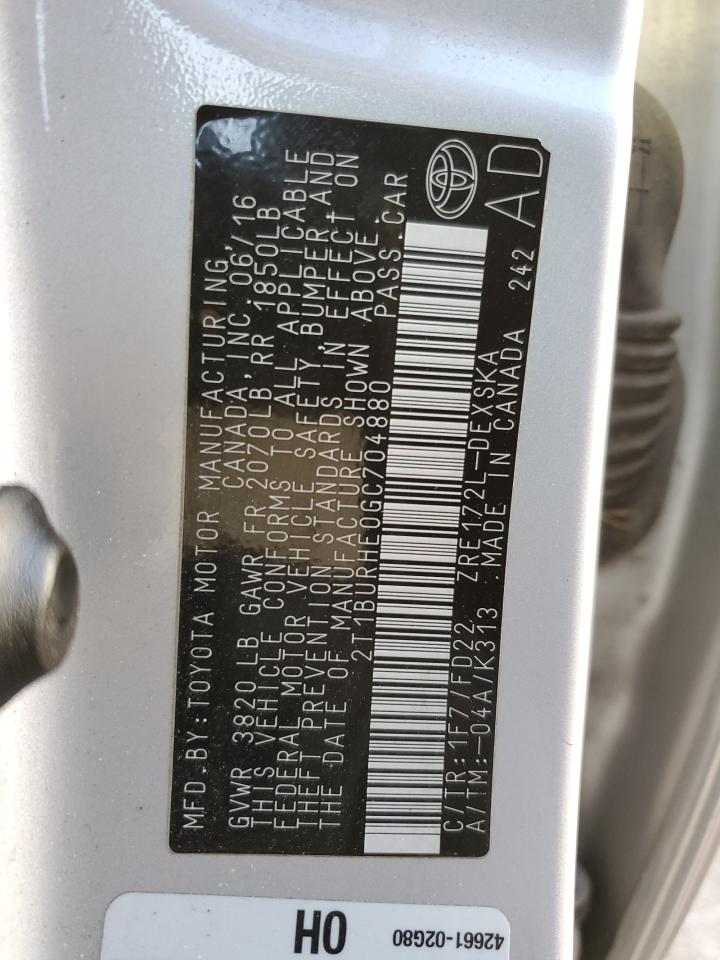 MFD.BY:TOYOTA MOTOR MANUFACTURING,
CANADA,INC.06/16
GVWR 3820LB GAWR FR 2070LB RR 1850LB
THIS VEHICLE CONFORMS TO ALL APPLICABLE
FEDERAL MOTOR VEHICLE SAFETY,BUMPER,AND
THEFT PREVENTION STANDARDS IN EFFECT ON
THE DATE OF MANUFACTURE SHOWN ABOVE.
2T1BURHE0GC704880 PASS.CAR
C/TR:1F7/FD22 ZRE172L-DEXSKA
A/TM:-04A/K313 .MADE IN CANADA 242
AD
0H
42661-02G80